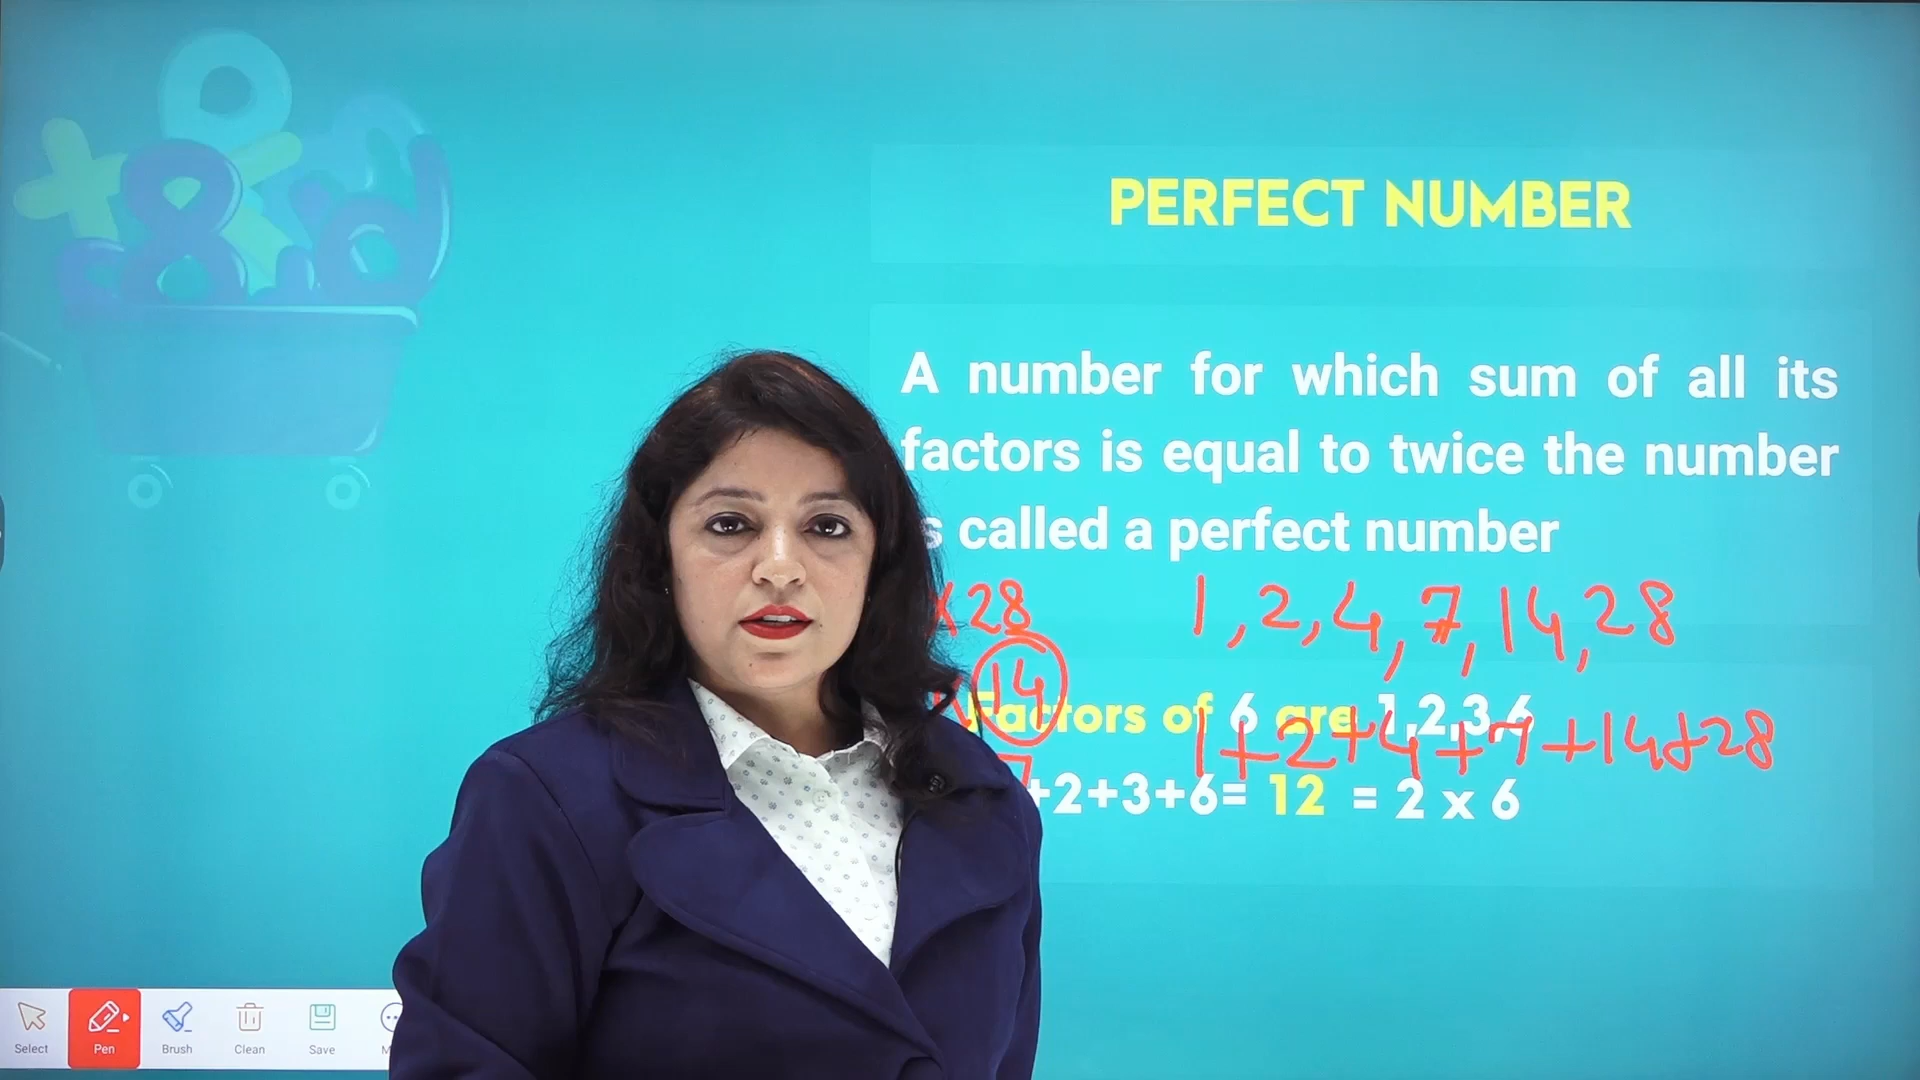 PERFECT NUMBER
A number for which sum of all its
factors is equal to twice the number
s called a perfect number
x 28 1, 2, 4, 7, 14, 28
x 14
Factors of 6 are 1,2,3,6
7 1+2+4+7+14+28
+2+3+6= 12 = 2 x 6
Select Pen Brush Clean Save M